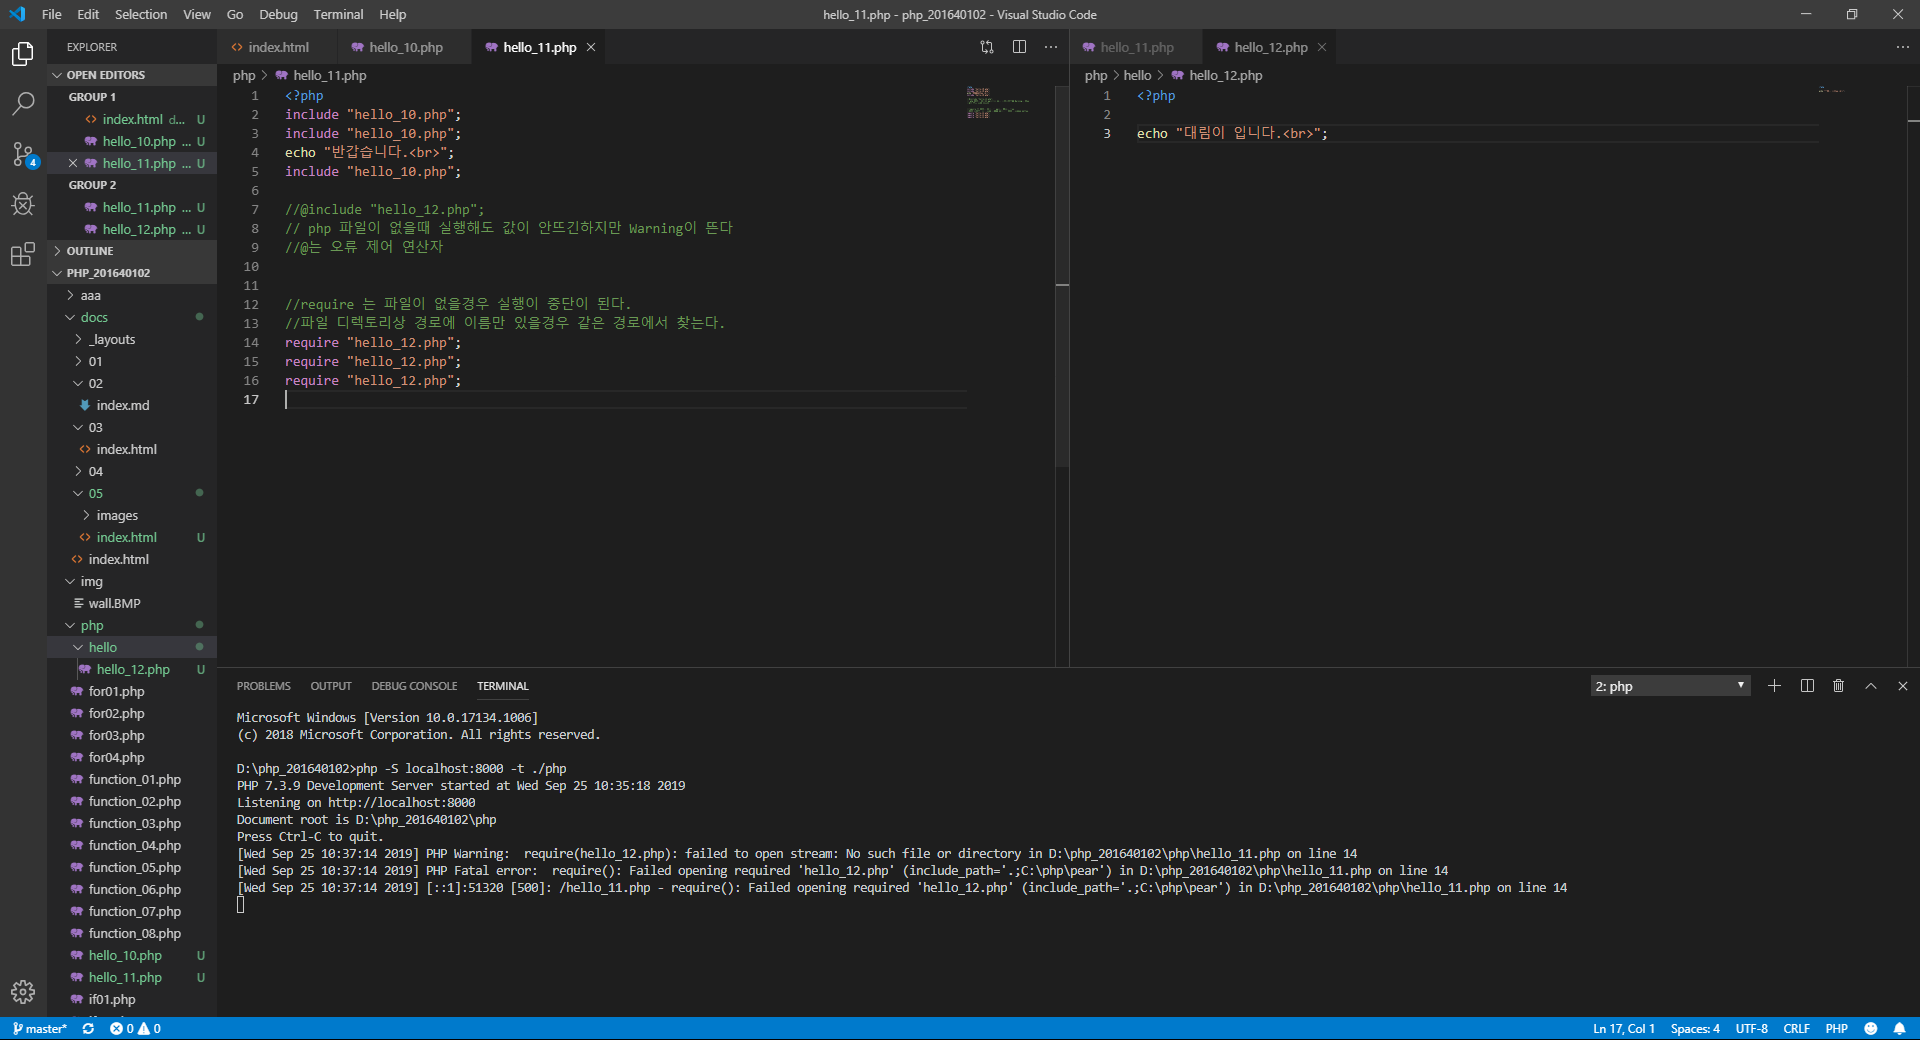 File Edit Selection View Go Debug Terminal Help
hello_11.php - php_201640102 - Visual Studio Code
EXPLORER
OPEN EDITORS
GROUP 1
index.html d... U
hello_10.php ... U
hello_11.php ... U
GROUP 2
hello_11.php ... U
hello_12.php ... U
OUTLINE
PHP_201640102
aaa
docs
_layouts
01
02
index.md
03
index.html
04
05
images
index.html U
index.html
img
wall.BMP
php
hello
hello_12.php U
for01.php
for02.php
for03.php
for04.php
function_01.php
function_02.php
function_03.php
function_04.php
function_05.php
function_06.php
function_07.php
function_08.php
hello_10.php U
hello_11.php U
if01.php
4
index.html hello_10.php hello_11.php
php > hello_11.php
1 <?php
2 include "hello_10.php";
3 include "hello_10.php";
4 echo "반갑습니다.<br>";
5 include "hello_10.php";
6
7 //@include "hello_12.php";
8 // php 파일이 없을때 실행해도 값이 안뜨긴하지만 Warning이 뜬다
9 //@는 오류 제어 연산자
10
11
12 //require 는 파일이 없을경우 실행이 중단이 된다.
13 //파일 디렉토리상 경로에 이름만 있을경우 같은 경로에서 찾는다.
14 require "hello_12.php";
15 require "hello_12.php";
16 require "hello_12.php";
17
hello_11.php hello_12.php
php > hello > hello_12.php
1 <?php
2
3 echo "대림이 입니다.<br>";
PROBLEMS OUTPUT DEBUG CONSOLE TERMINAL
2: php
Microsoft Windows [Version 10.0.17134.1006]
(c) 2018 Microsoft Corporation. All rights reserved.
D:\php_201640102>php -S localhost:8000 -t ./php
PHP 7.3.9 Development Server started at Wed Sep 25 10:35:18 2019
Listening on http://localhost:8000
Document root is D:\php_201640102\php
Press Ctrl-C to quit.
[Wed Sep 25 10:37:14 2019] PHP Warning:  require(hello_12.php): failed to open stream: No such file or directory in D:\php_201640102\php\hello_11.php on line 14
[Wed Sep 25 10:37:14 2019] PHP Fatal error:  require(): Failed opening required 'hello_12.php' (include_path='.;C:\php\pear') in D:\php_201640102\php\hello_11.php on line 14
[Wed Sep 25 10:37:14 2019] [::1]:51320 [500]: /hello_11.php - require(): Failed opening required 'hello_12.php' (include_path='.;C:\php\pear') in D:\php_201640102\php\hello_11.php on line 14
master* 0 0
Ln 17, Col 1 Spaces: 4 UTF-8 CRLF PHP